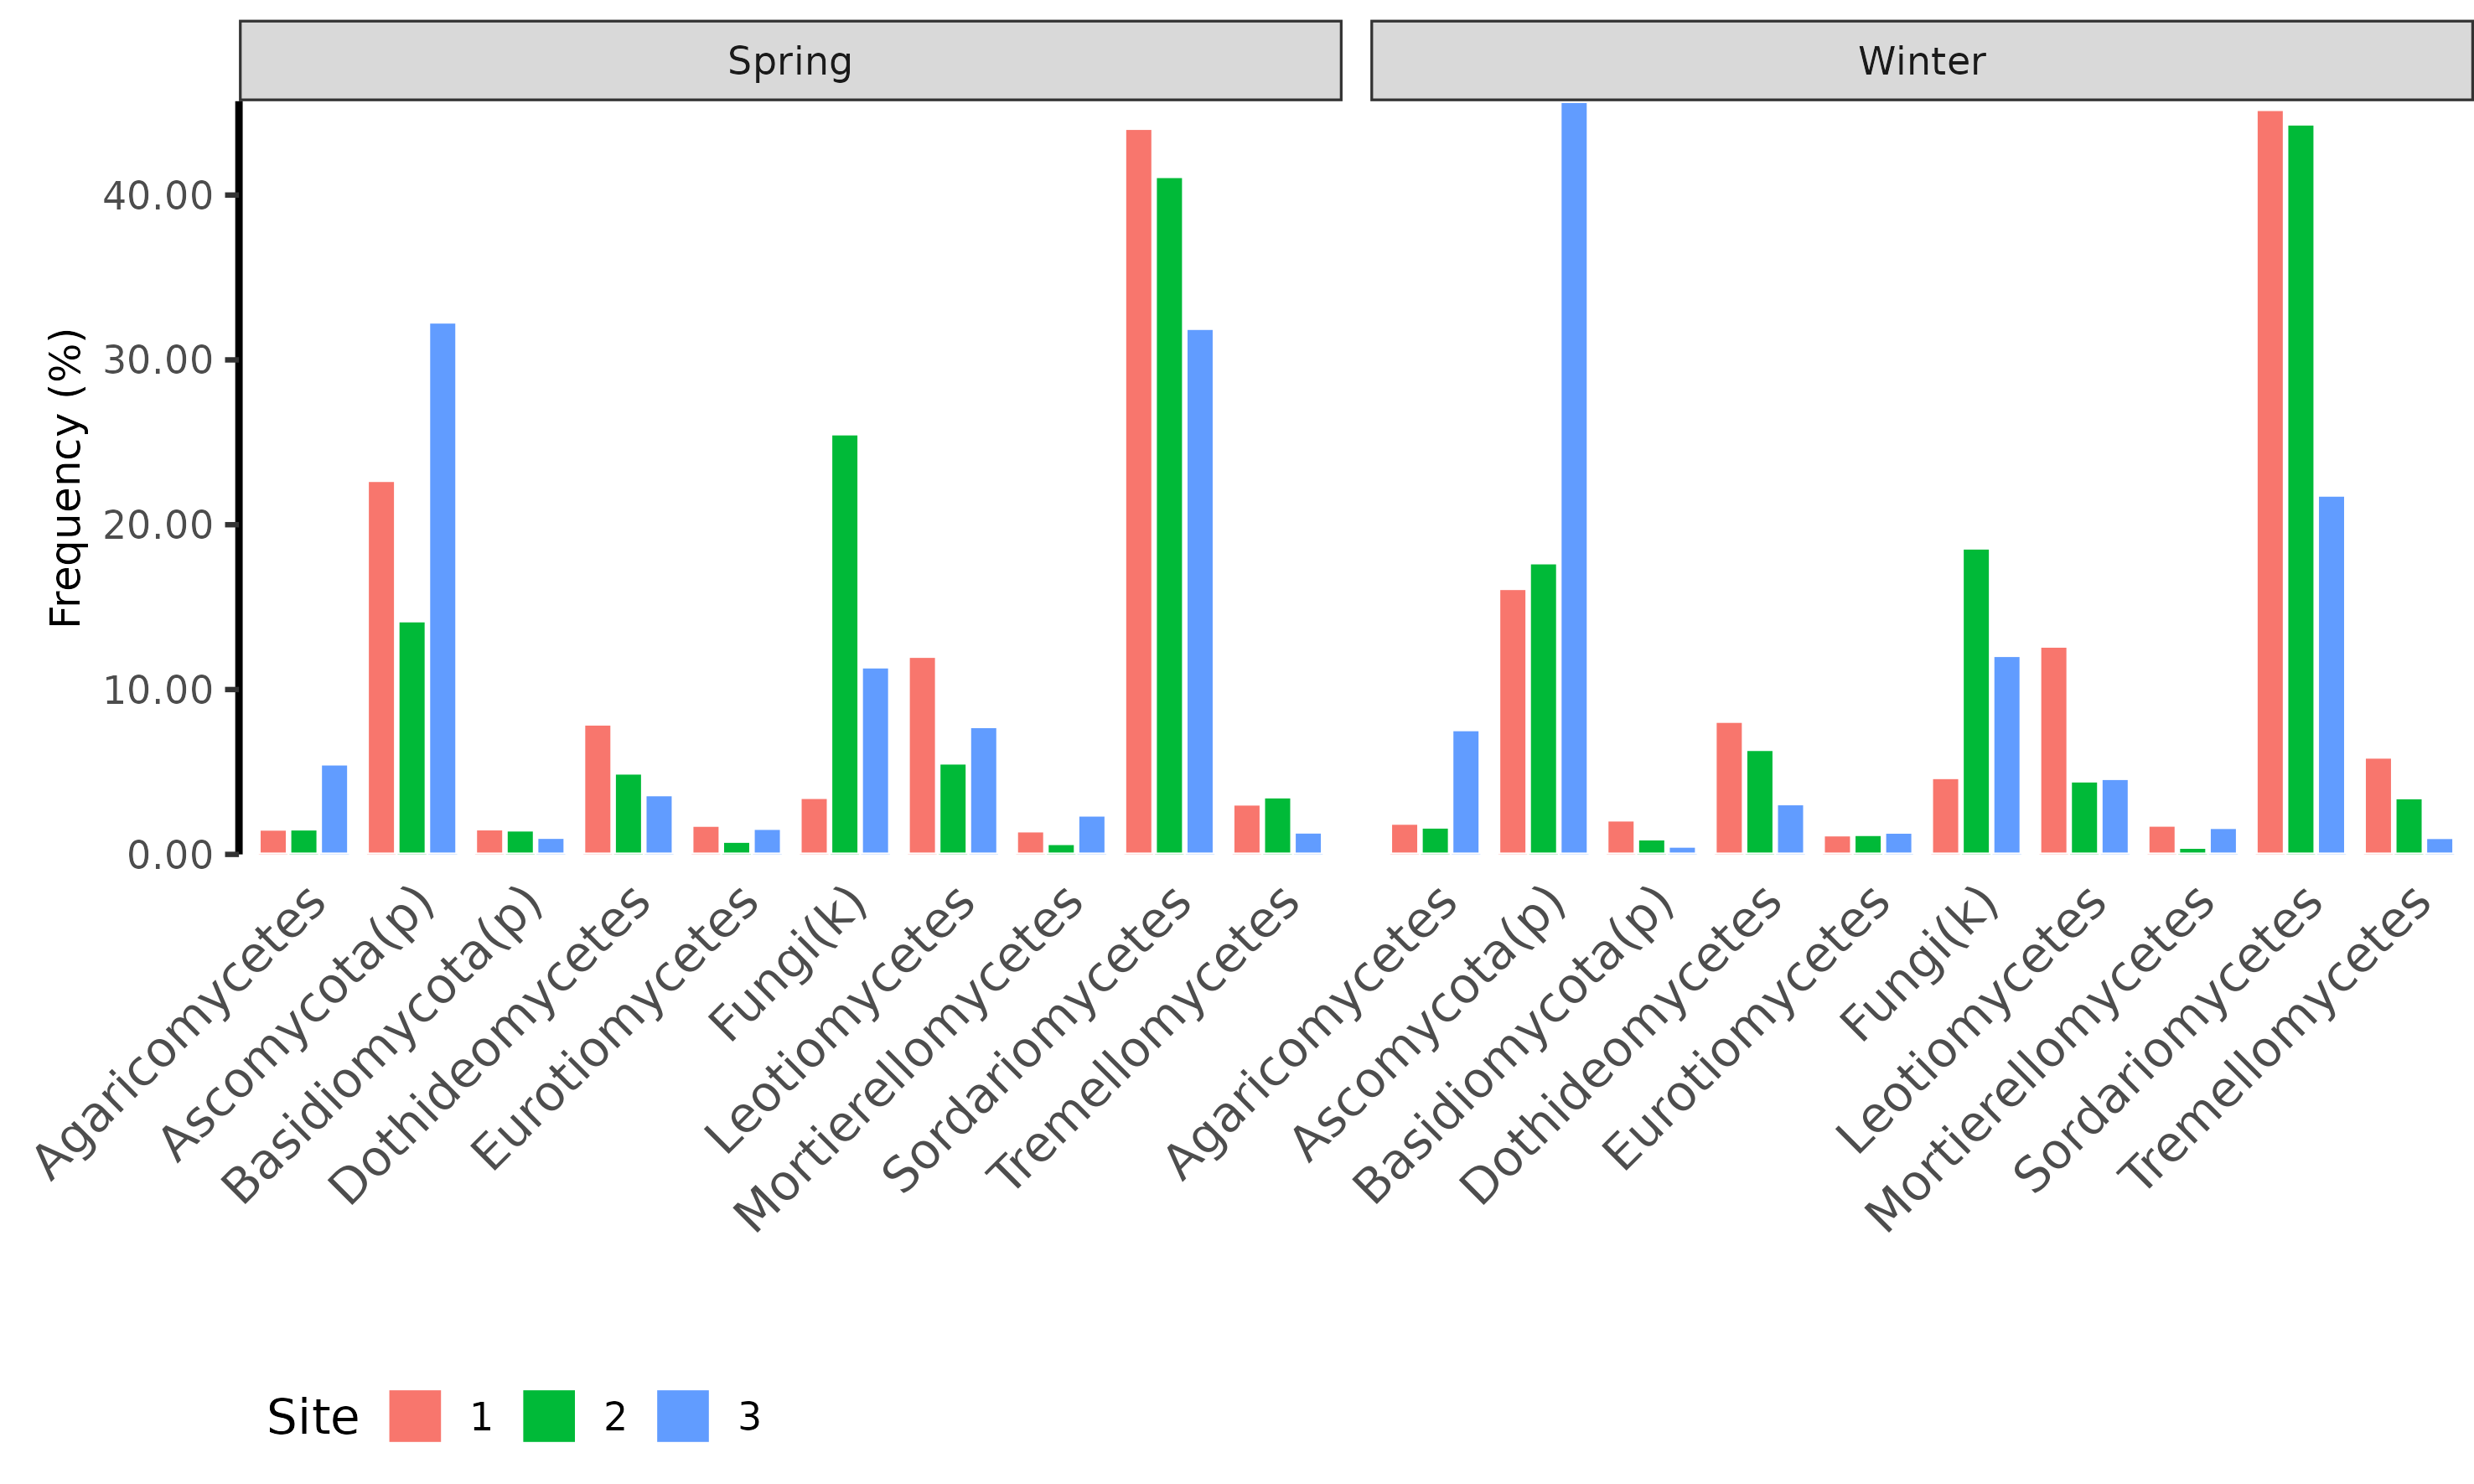 Spring
Winter
Frequency (%)
40.00
30.00
20.00
10.00
0.00
Agaricomycetes
Ascomycota(p)
Basidiomycota(p)
Dothideomycetes
Eurotiomycetes
Fungi(k)
Leotiomycetes
Mortierellomycetes
Sordariomycetes
Tremellomycetes
Agaricomycetes
Ascomycota(p)
Basidiomycota(p)
Dothideomycetes
Eurotiomycetes
Fungi(k)
Leotiomycetes
Mortierellomycetes
Sordariomycetes
Tremellomycetes
Site 1 2 3